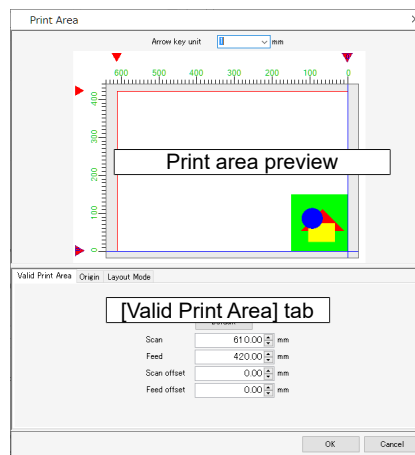 Print Area
Arrow key unit 1 mm
600 500 400 300 200 100 0
400
300
200
100
0
Print area preview
Valid Print Area Origin Layout Mode
[Valid Print Area] tab
Scan 610.00 mm
Feed 420.00 mm
Scan offset 0.00 mm
Feed offset 0.00 mm
OK Cancel